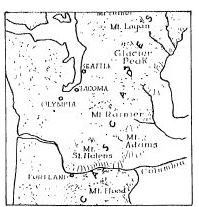 Mt. Logan
Glacier
Peak
SEATTLE
TACOMA
OLYMPIA
Mt Rainier
Mt.
Adams
Mt
St. Helens
Columbia
PORTLAND
Mt Hood